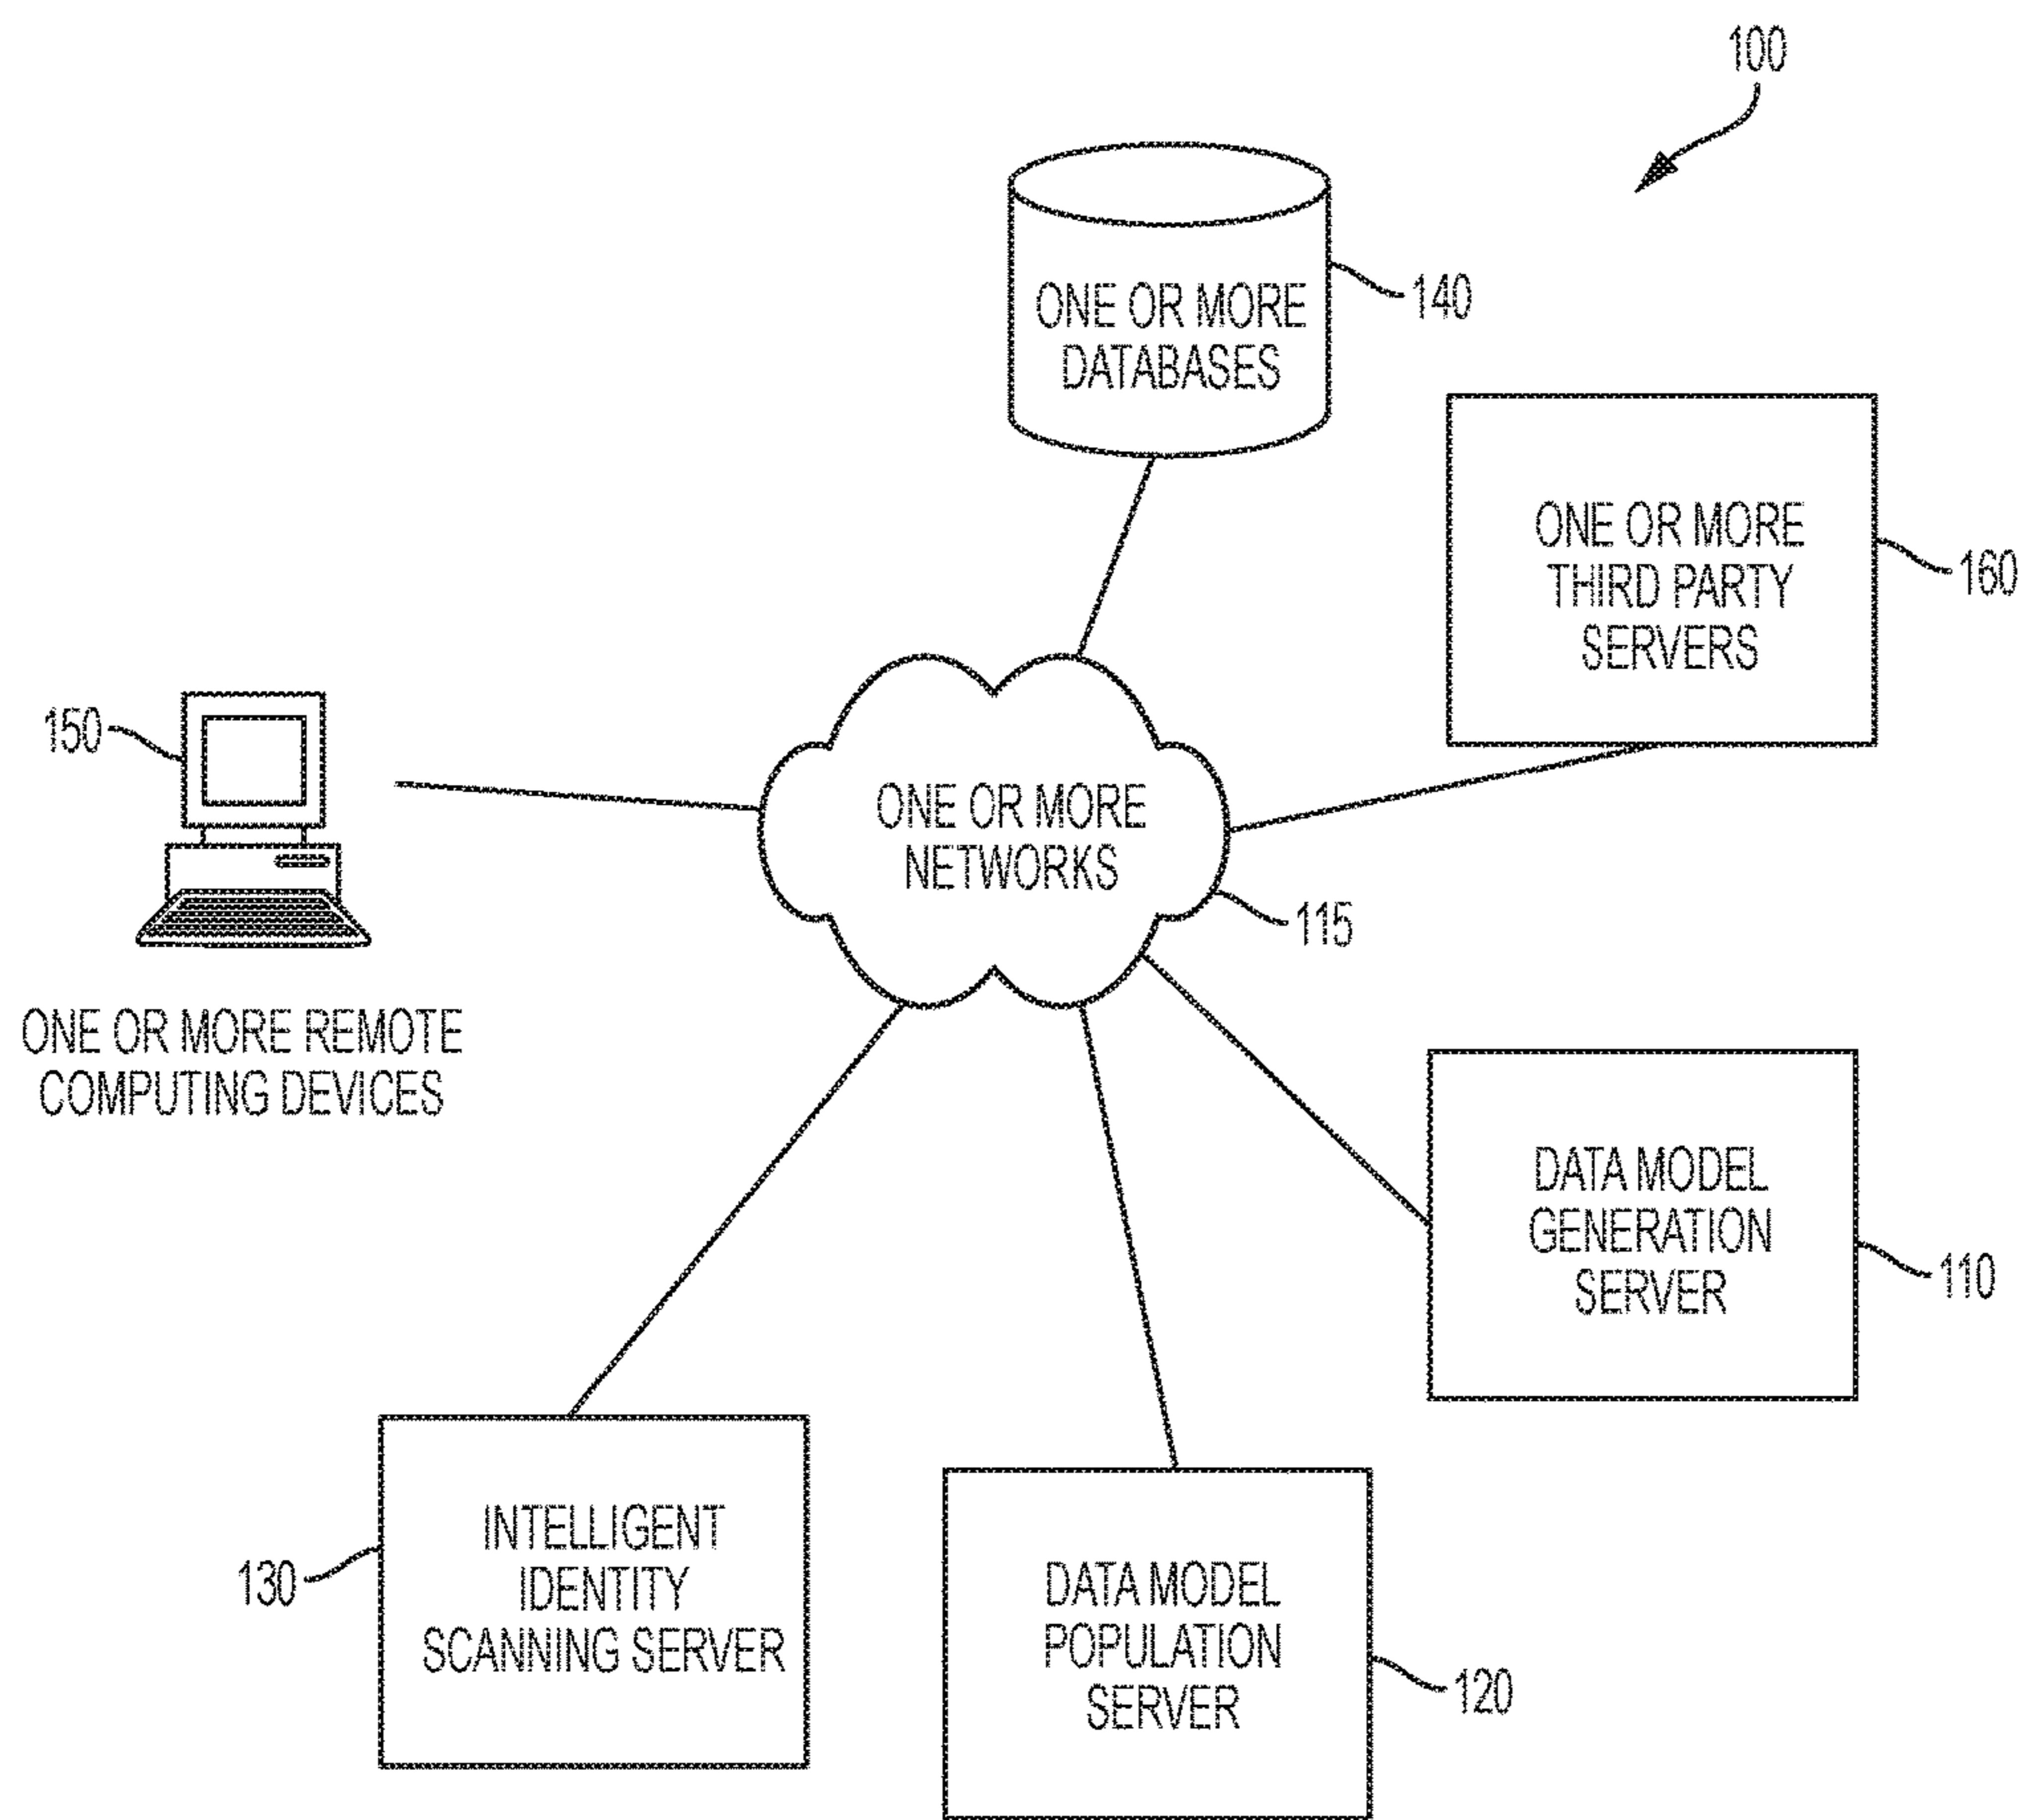 100
ONE OR MORE
DATABASES
140
ONE OR MORE
THIRD PARTY
SERVERS
160
150
ONE OR MORE REMOTE
COMPUTING DEVICES
ONE OR MORE
NETWORKS
115
DATA MODEL
GENERATION
SERVER
110
INTELLIGENT
IDENTITY
SCANNING SERVER
130
DATA MODEL
POPULATION
SERVER
120